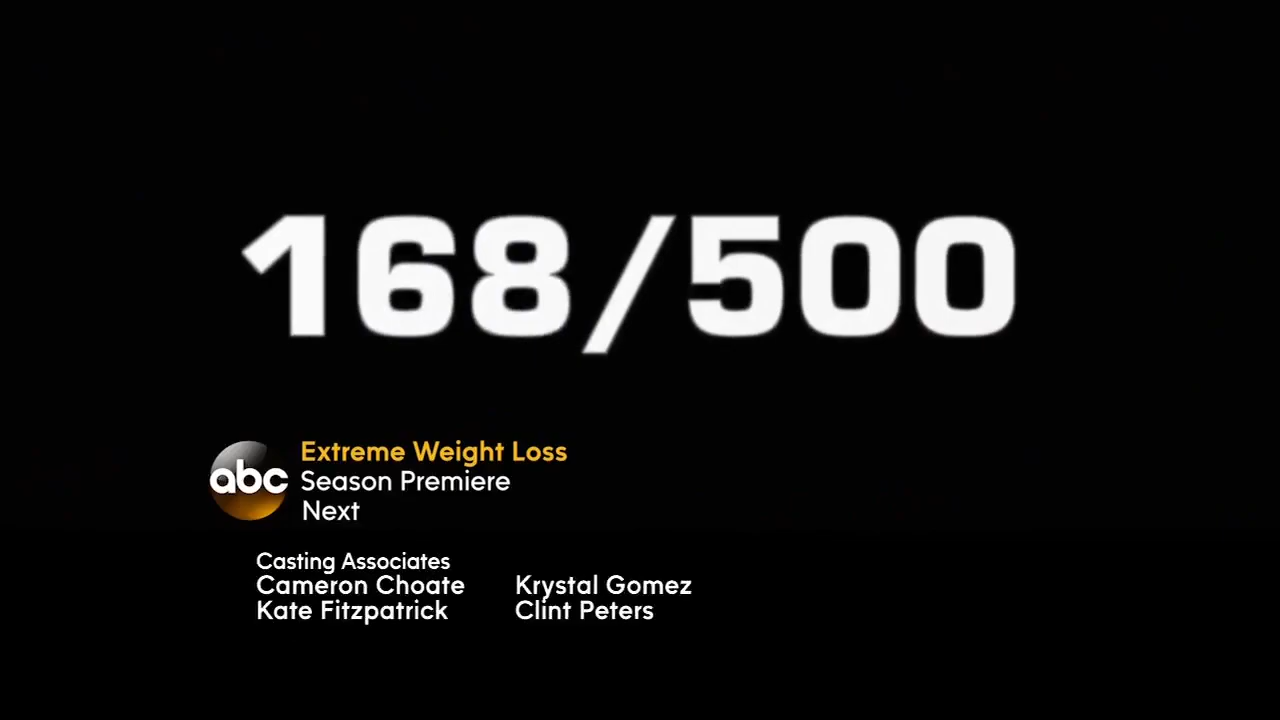 168/500
abc
Extreme Weight Loss
Season Premiere
Next
Casting Associates
Cameron Choate Krystal Gomez
Kate Fitzpatrick Clint Peters